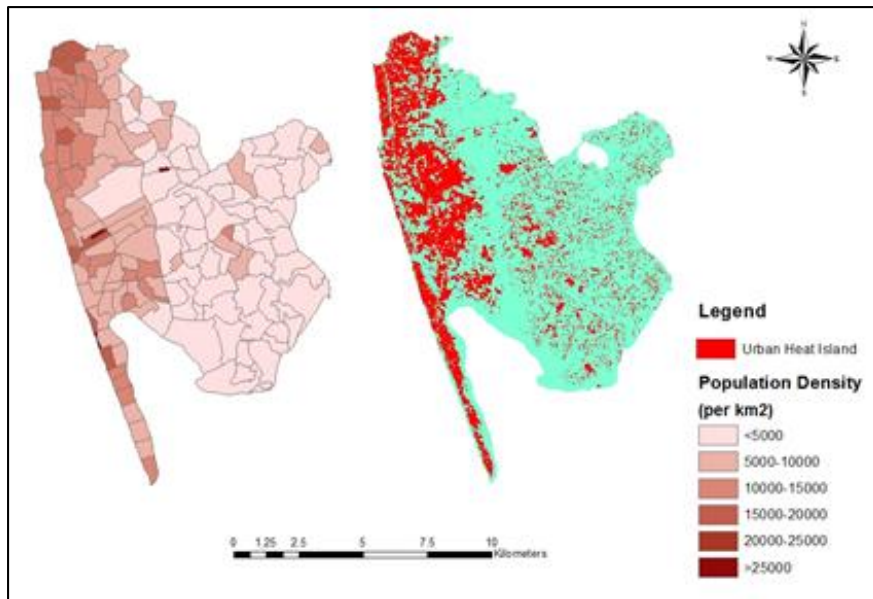 N
W E
S
Legend
Urban Heat Island
Population Density
(per km2)
<5000
5000-10000
10000-15000
15000-20000
20000-25000
>25000
0 1.25 2.5 5 7.5 10
Kilometers